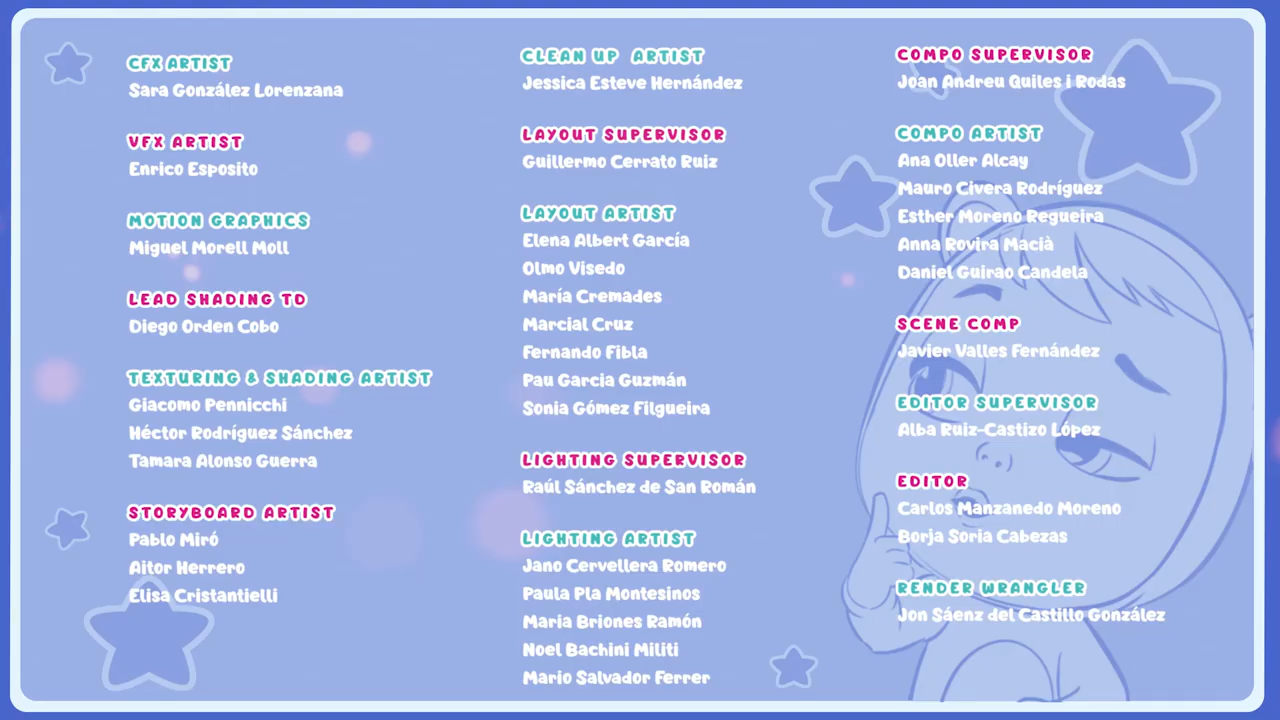 CFX ARTIST
Sara González Lorenzana
VFX ARTIST
Enrico Esposito
MOTION GRAPHICS
Miguel Morell Moll
LEAD SHADING TD
Diego Orden Cobo
TEXTURING & SHADING ARTIST
Giacomo Pennicchi
Héctor Rodríguez Sánchez
Tamara Alonso Guerra
STORYBOARD ARTIST
Pablo Miró
Aitor Herrero
Elisa Cristantielli
CLEAN UP ARTIST
Jessica Esteve Hernández
LAYOUT SUPERVISOR
Guillermo Cerrato Ruiz
LAYOUT ARTIST
Elena Albert García
Olmo Visedo
María Cremades
Marcial Cruz
Fernando Fibla
Pau Garcia Guzmán
Sonia Gómez Filgueira
LIGHTING SUPERVISOR
Raúl Sánchez de San Román
LIGHTING ARTIST
Jano Cervellera Romero
Paula Pla Montesinos
Maria Briones Ramón
Noel Bachini Militi
Mario Salvador Ferrer
COMPO SUPERVISOR
Joan Andreu Quiles i Rodas
COMPO ARTIST
Ana Oller Alcay
Mauro Civera Rodríguez
Esther Moreno Regueira
Anna Rovira Macià
Daniel Guirao Candela
SCENE COMP
Javier Valles Fernández
EDITOR SUPERVISOR
Alba Ruiz-Castizo López
EDITOR
Carlos Manzanedo Moreno
Borja Soria Cabezas
RENDER WRANGLER
Jon Sáenz del Castillo González